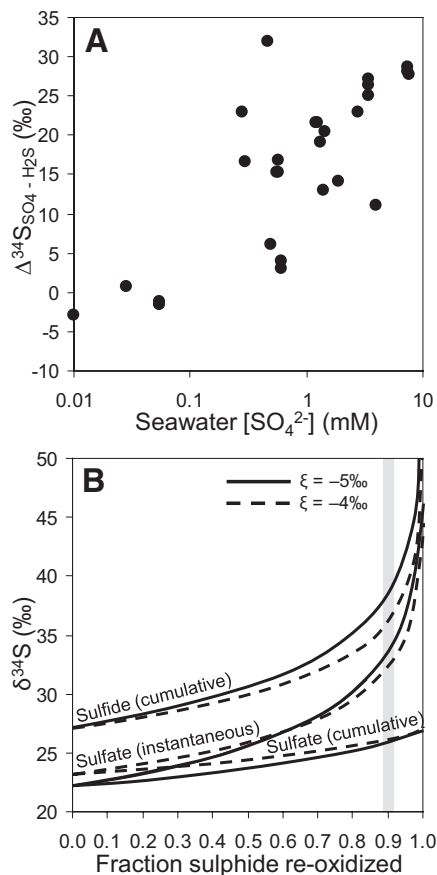 A
35
30
25
20
15
10
5
0
-5
-10
Δ³⁴S SO4 - H2S (‰)
0.01 0.1 1 10
Seawater [SO₄²⁻] (mM)
B
50
45
40
35
30
25
20
δ³⁴S (‰)
ξ = –5‰
ξ = –4‰
Sulfide (cumulative)
Sulfate (instantaneous)
Sulfate (cumulative)
0.0 0.1 0.2 0.3 0.4 0.5 0.6 0.7 0.8 0.9 1.0
Fraction sulphide re-oxidized